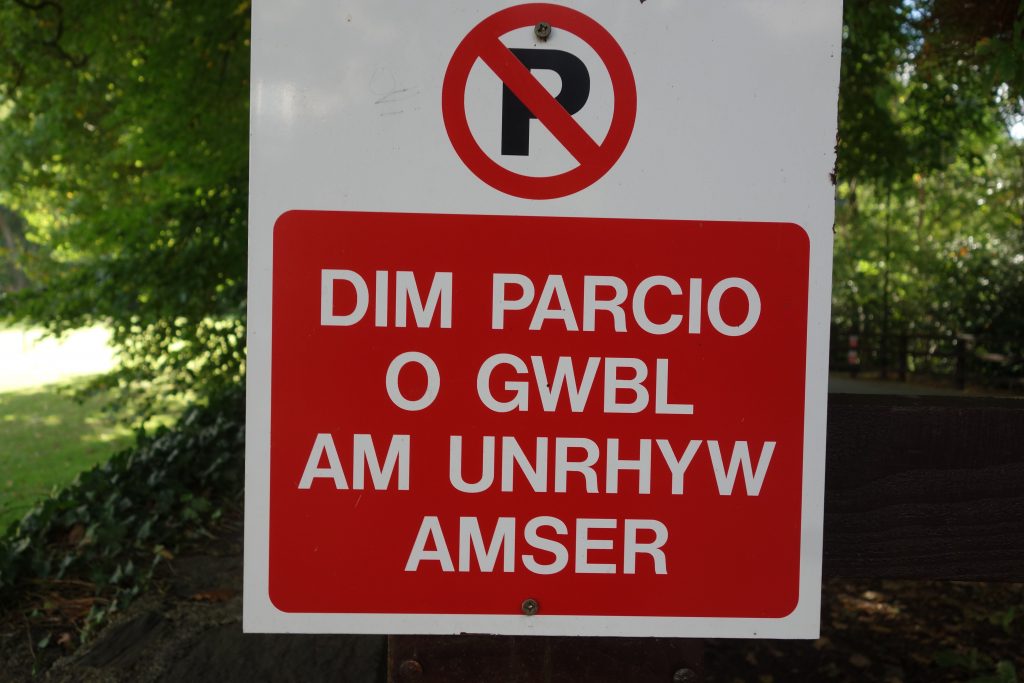 P
DIM PARCIO
O GWBL
AM UNRHYW
AMSER